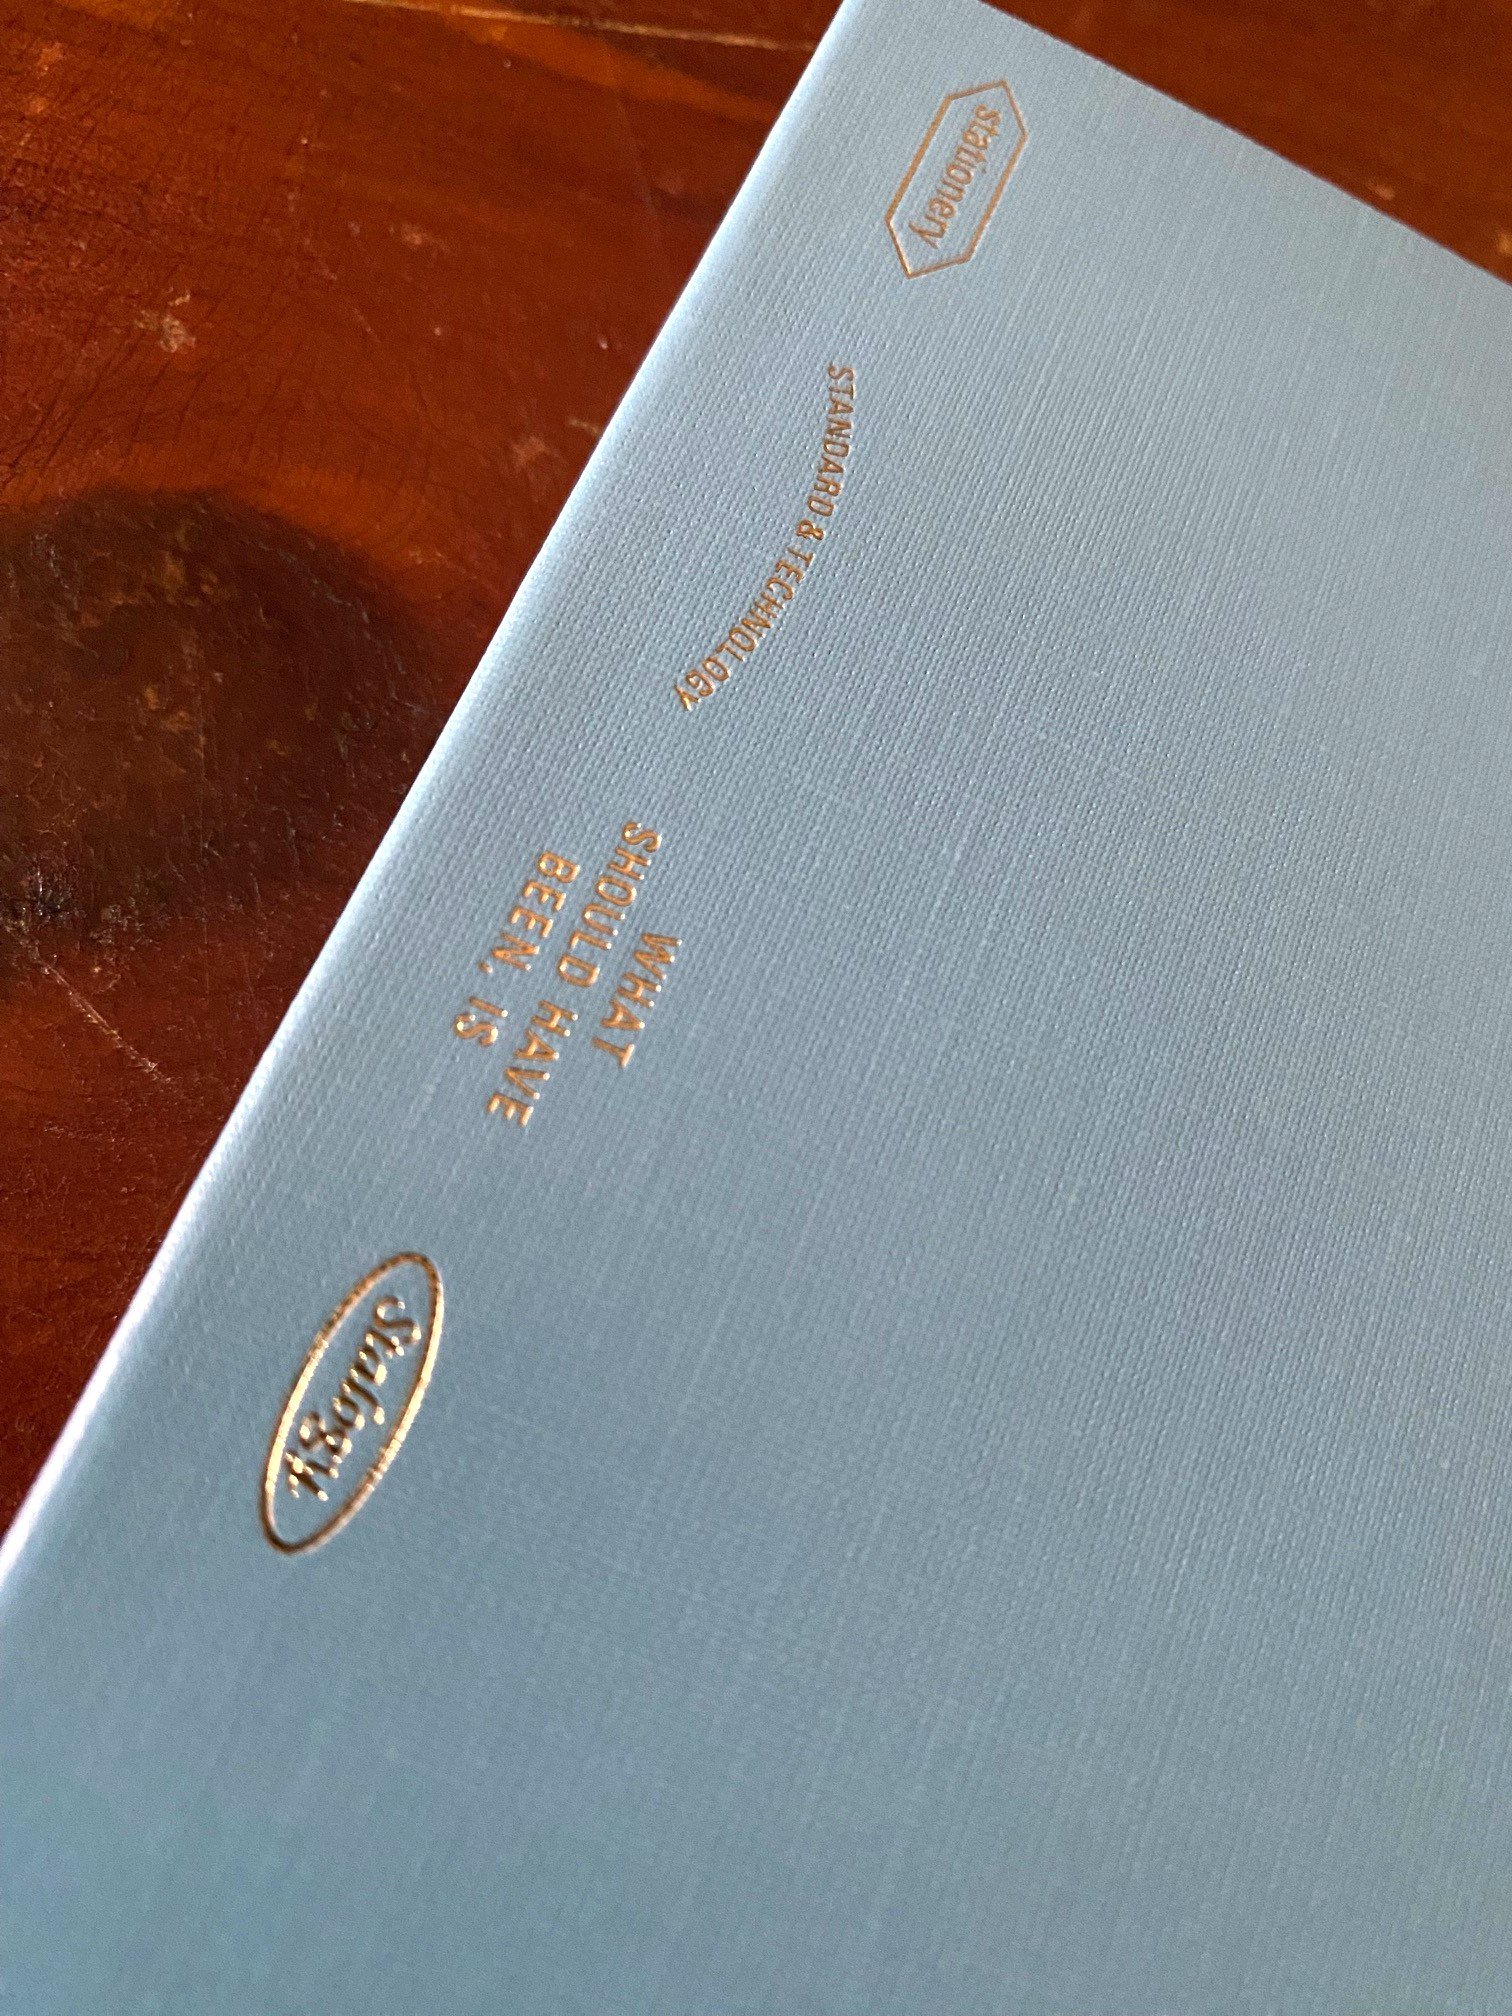 stationery
STANDARD & TECHNOLOGY
WHAT
SHOULD HAVE
BEEN, IS
Stalogy.